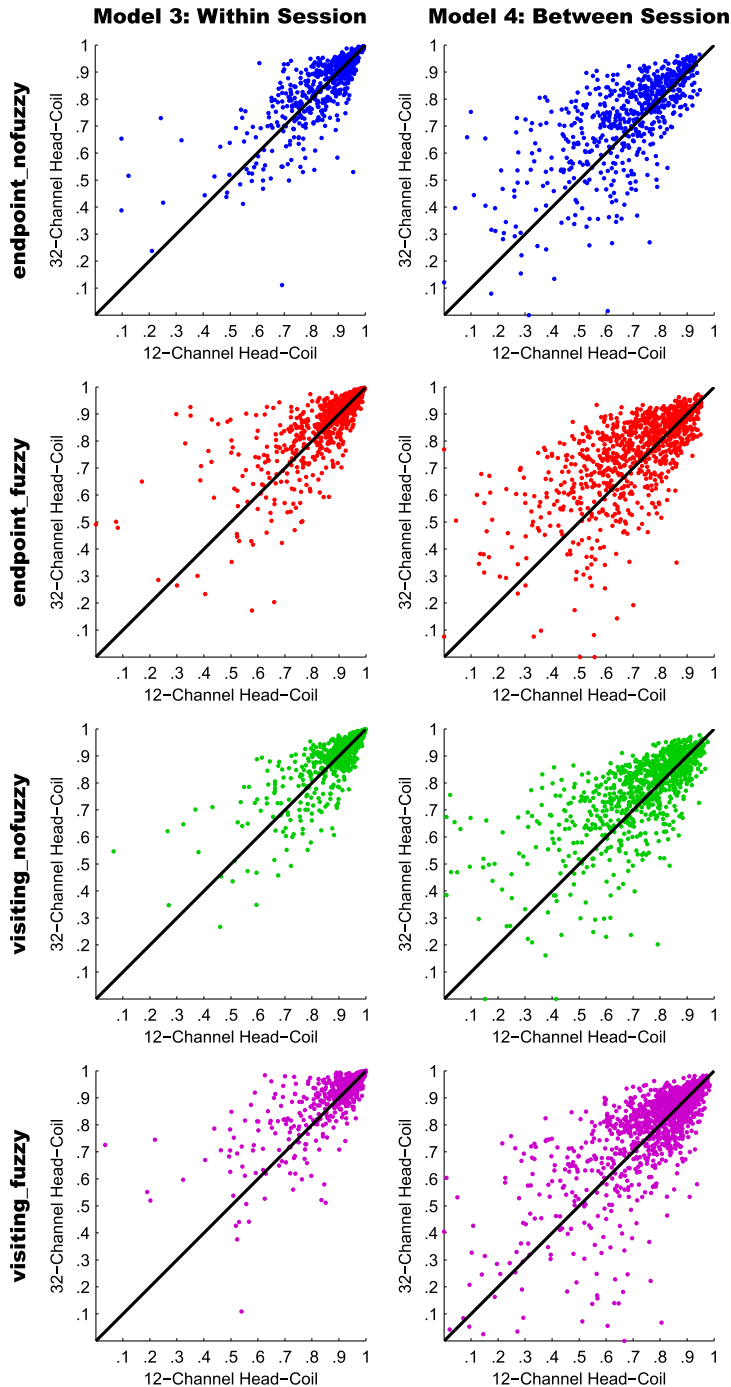 Model 3: Within Session
Model 4: Between Session
endpoint_nofuzzy
32−Channel Head−Coil
1
.9
.8
.7
.6
.5
.4
.3
.2
.1
.1 .2 .3 .4 .5 .6 .7 .8 .9 1
12−Channel Head−Coil
32−Channel Head−Coil
1
.9
.8
.7
.6
.5
.4
.3
.2
.1
.1 .2 .3 .4 .5 .6 .7 .8 .9 1
12−Channel Head−Coil
endpoint_fuzzy
32−Channel Head−Coil
1
.9
.8
.7
.6
.5
.4
.3
.2
.1
.1 .2 .3 .4 .5 .6 .7 .8 .9 1
12−Channel Head−Coil
32−Channel Head−Coil
1
.9
.8
.7
.6
.5
.4
.3
.2
.1
.1 .2 .3 .4 .5 .6 .7 .8 .9 1
12−Channel Head−Coil
visiting_nofuzzy
32−Channel Head−Coil
1
.9
.8
.7
.6
.5
.4
.3
.2
.1
.1 .2 .3 .4 .5 .6 .7 .8 .9 1
12−Channel Head−Coil
32−Channel Head−Coil
1
.9
.8
.7
.6
.5
.4
.3
.2
.1
.1 .2 .3 .4 .5 .6 .7 .8 .9 1
12−Channel Head−Coil
visiting_fuzzy
32−Channel Head−Coil
1
.9
.8
.7
.6
.5
.4
.3
.2
.1
.1 .2 .3 .4 .5 .6 .7 .8 .9 1
12−Channel Head−Coil
32−Channel Head−Coil
1
.9
.8
.7
.6
.5
.4
.3
.2
.1
.1 .2 .3 .4 .5 .6 .7 .8 .9 1
12−Channel Head−Coil